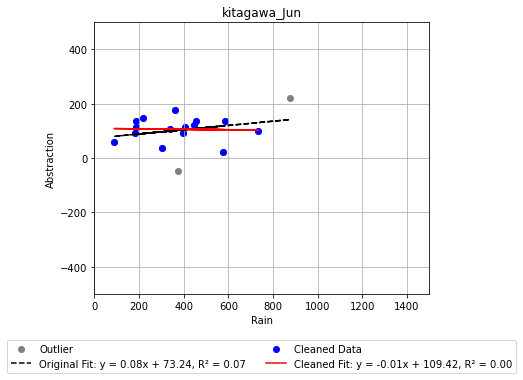 kitagawa_Jun
400
200
0
−200
−400
Abstraction
0 200 400 600 800 1000 1200 1400
Rain
Outlier Cleaned Data
Original Fit: y = 0.08x + 73.24, R² = 0.07 Cleaned Fit: y = -0.01x + 109.42, R² = 0.00